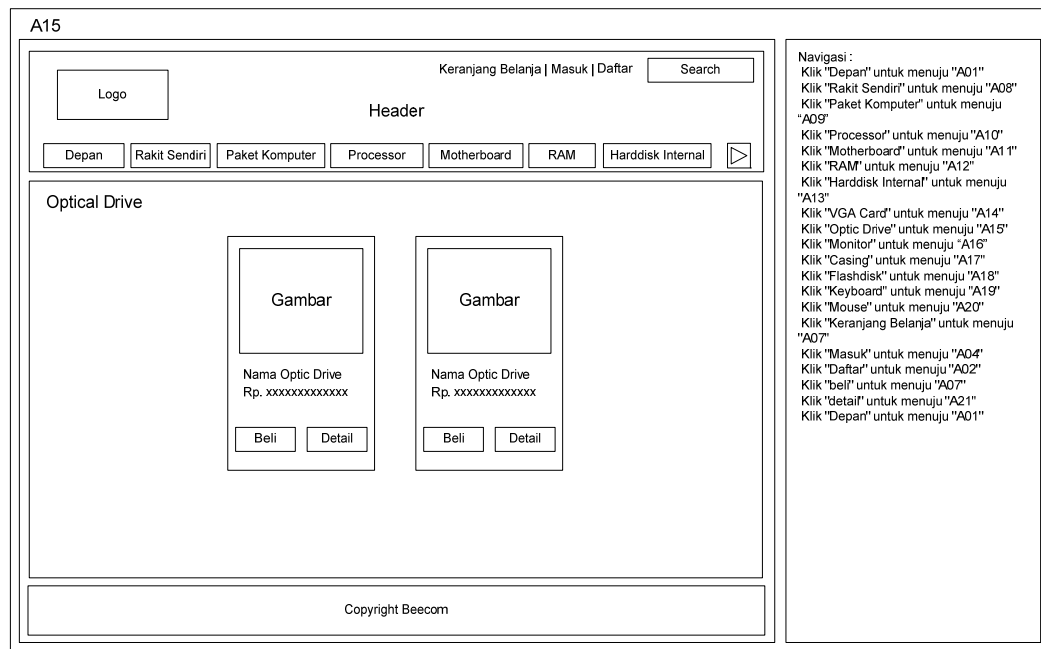 A15
Keranjang Belanja | Masuk | Daftar Search
Logo
Header
Depan Rakit Sendiri Paket Komputer Processor Motherboard RAM Harddisk Internal
Optical Drive
Gambar Gambar
Nama Optic Drive Nama Optic Drive
Rp. xxxxxxxxxxxxx Rp. xxxxxxxxxxxxx
Beli Detail Beli Detail
Copyright Beecom
Navigasi :
Klik "Depan" untuk menuju "A01"
Klik "Rakit Sendiri" untuk menuju "A08"
Klik "Paket Komputer" untuk menuju
“A09”
Klik "Processor" untuk menuju "A10"
Klik "Motherboard" untuk menuju "A11"
Klik "RAM" untuk menuju "A12"
Klik "Harddisk Internal" untuk menuju
"A13"
Klik "VGA Card" untuk menuju "A14"
Klik "Optic Drive" untuk menuju "A15"
Klik "Monitor" untuk menuju “A16”
Klik "Casing" untuk menuju "A17"
Klik "Flashdisk" untuk menuju "A18"
Klik "Keyboard" untuk menuju "A19"
Klik "Mouse" untuk menuju "A20"
Klik "Keranjang Belanja" untuk menuju
"A07"
Klik "Masuk" untuk menuju "A04"
Klik "Daftar" untuk menuju "A02"
Klik "beli" untuk menuju "A07"
Klik "detail" untuk menuju "A21"
Klik "Depan" untuk menuju "A01"